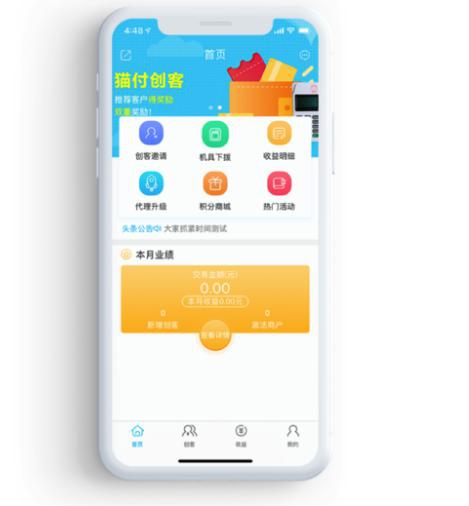 4:48
首页
猫付创客
推荐客户得奖励
双重奖励!
创客邀请 机具下拨 收益明细
代理升级 积分商城 热门活动
头条公告 大家抓紧时间测试
本月业绩
交易金额(元)
0.00
本月收益0.00元
0 0
新增创客 激活商户
查看详情
首页 创客 收益 我的